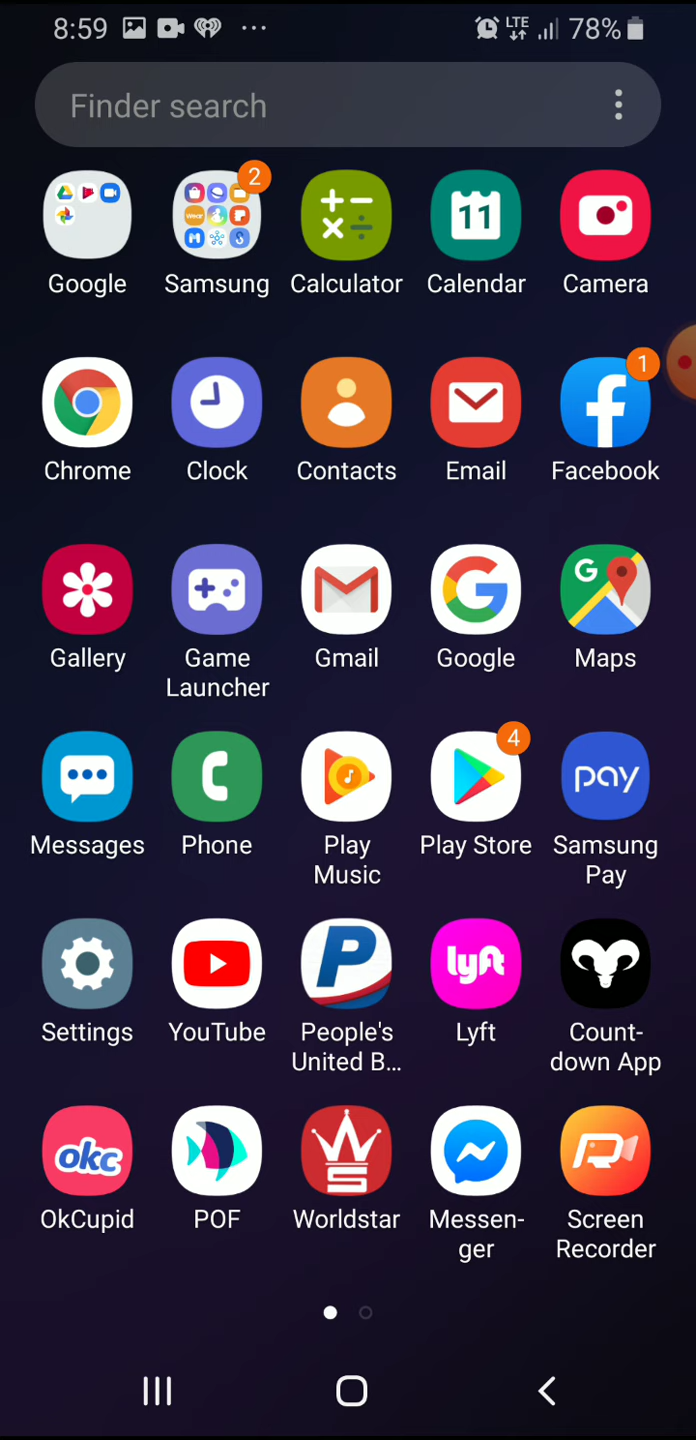 8:59
LTE
78%
Finder search
2
11
Google
Samsung
Calculator
Calendar
Camera
1
Chrome
Clock
Contacts
Email
Facebook
G
G
Gallery
Game
Launcher
Gmail
Google
Maps
4
pay
Messages
Phone
Play
Music
Play Store
Samsung
Pay
P
lyft
Settings
YouTube
People's
United B...
Lyft
Count-
down App
okc
OkCupid
POF
Worldstar
Messen-
ger
Screen
Recorder